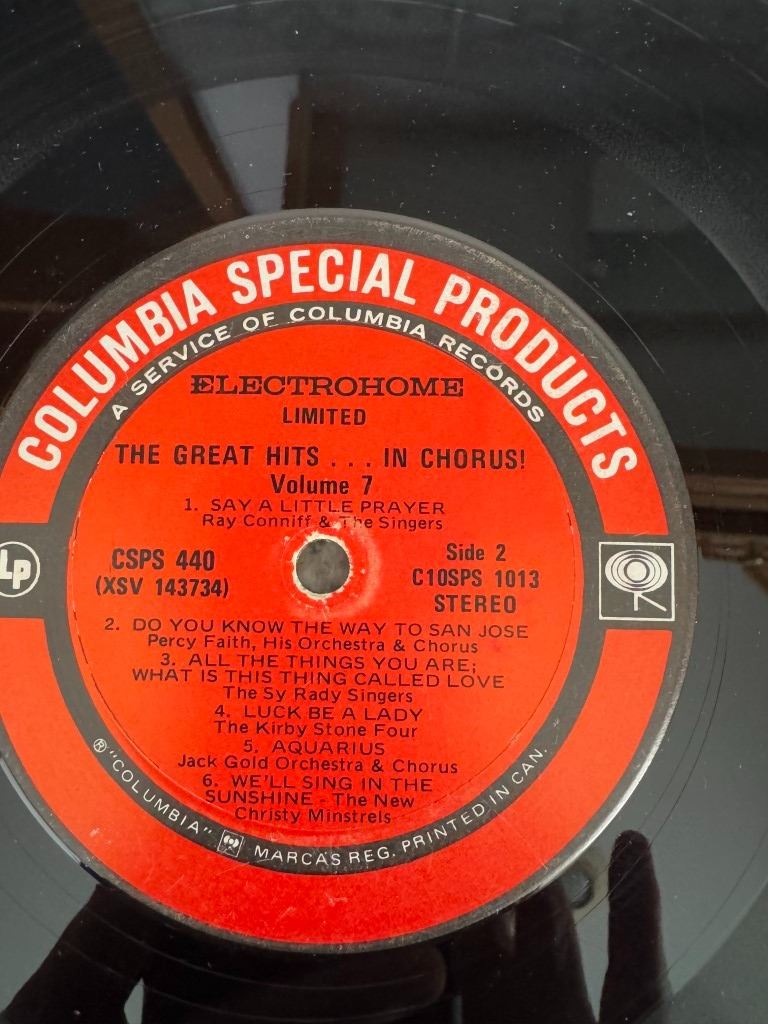 COLUMBIA SPECIAL PRODUCTS
A SERVICE OF COLUMBIA RECORDS
ELECTROHOME
LIMITED
THE GREAT HITS . . . IN CHORUS!
Volume 7
1. SAY A LITTLE PRAYER
Ray Conniff & The Singers
CSPS 440
(XSV 143734)
Side 2
C10SPS 1013
STEREO
Lp
2. DO YOU KNOW THE WAY TO SAN JOSE
Percy Faith, His Orchestra & Chorus
3. ALL THE THINGS YOU ARE;
WHAT IS THIS THING CALLED LOVE
The Sy Rady Singers
4. LUCK BE A LADY
The Kirby Stone Four
5. AQUARIUS
Jack Gold Orchestra & Chorus
6. WE'LL SING IN THE
SUNSHINE - The New
Christy Minstrels
® "COLUMBIA" MARCAS REG. PRINTED IN CAN.